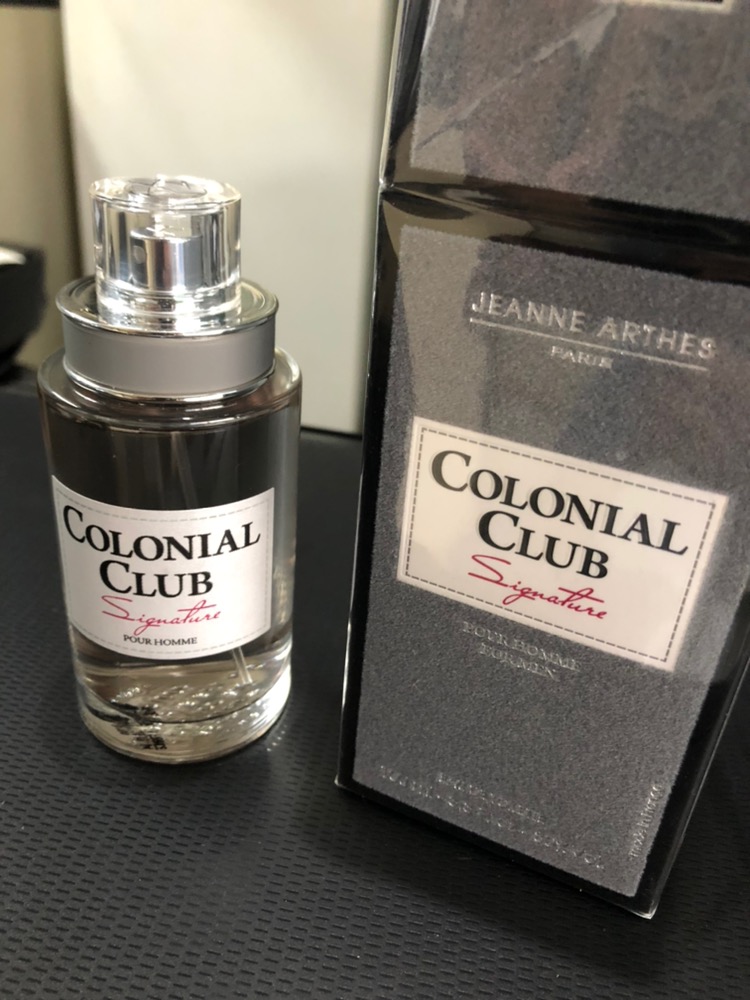 COLONIAL
CLUB
Signature
POUR HOMME
JEANNE ARTHES
PARIS
COLONIAL
CLUB
Signature
POUR HOMME
FOR MEN